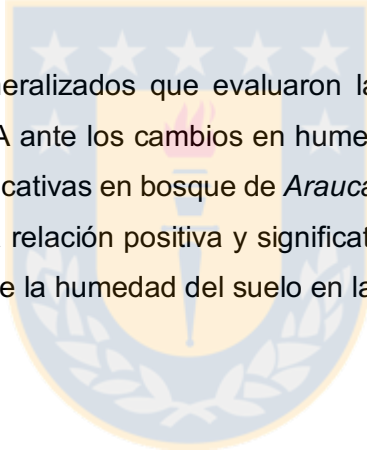 neralizados que evaluaron la
A ante los cambios en hume
cativas en bosque de Arauca
relación positiva y significat
e la humedad del suelo en la